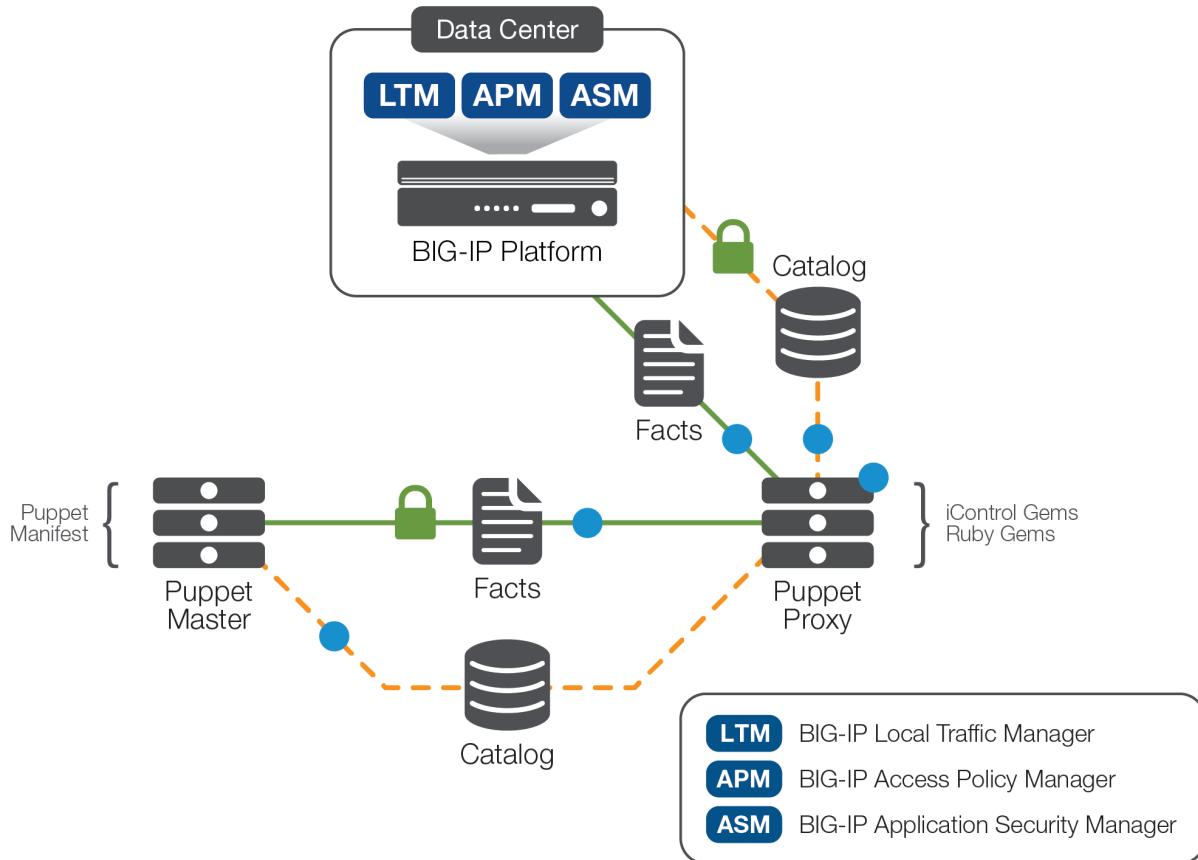 Data Center
LTM APM ASM
BIG-IP Platform
Catalog
Facts
Puppet
Manifest
Puppet
Master
Facts
Puppet
Proxy
iControl Gems
Ruby Gems
Catalog
LTM BIG-IP Local Traffic Manager
APM BIG-IP Access Policy Manager
ASM BIG-IP Application Security Manager